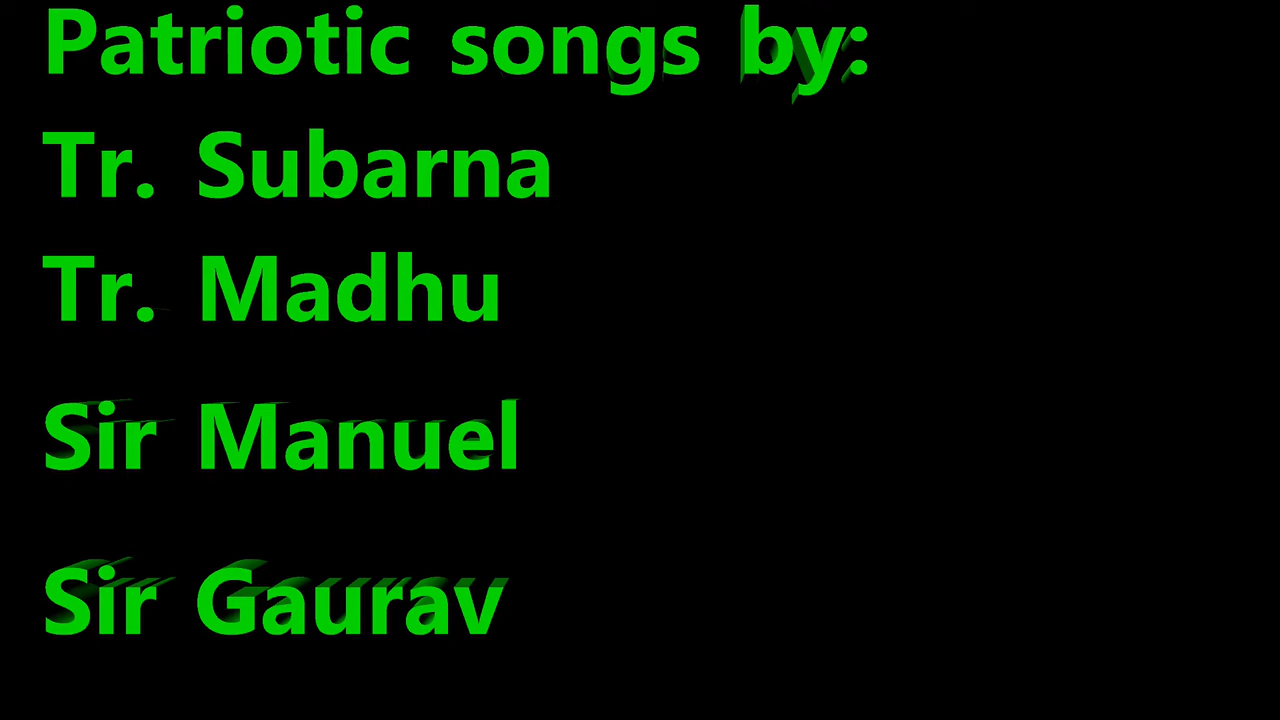 Patriotic songs by:
Tr. Subarna
Tr. Madhu
Sir Manuel
Sir Gaurav